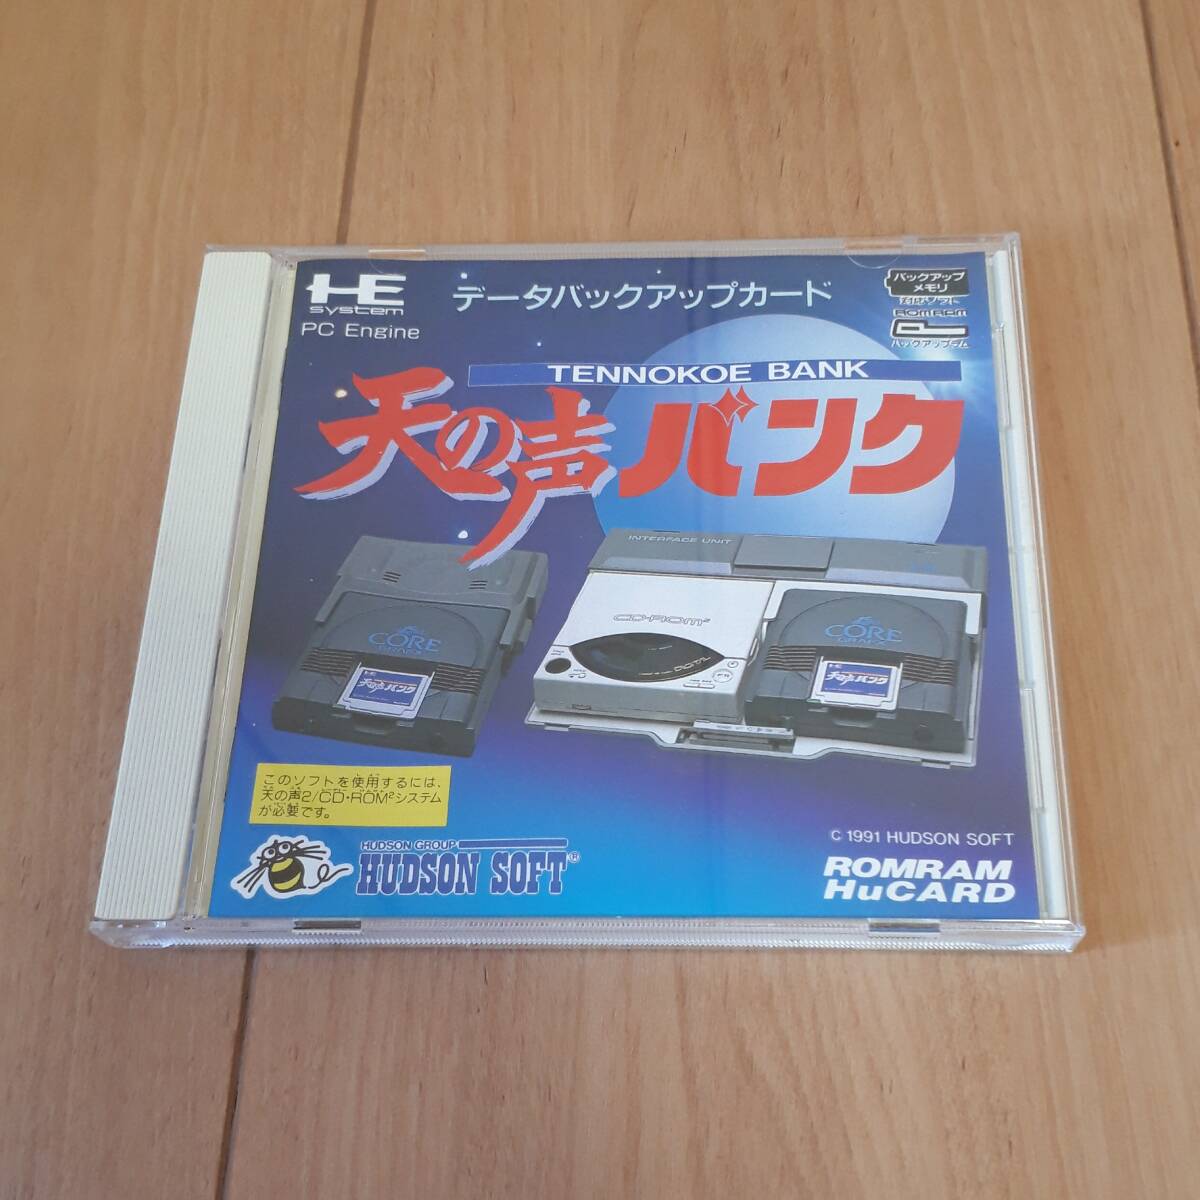 HE
system
PC Engine
データバックアップカード
バックアップ
メモリ
対応ソフト
ROMRAM
バックアップラム
TENNOKOE BANK
天の声バンク
INTERFACE UNIT
CD-ROM²
CORE
GRAFX
天の声バンク
CORE
GRAFX
天の声バンク
このソフトを使用するには、
天の声2/CD・ROM²システム
が必要です。
HUDSON GROUP
HUDSON SOFT®
C 1991 HUDSON SOFT
ROMRAM
HuCARD